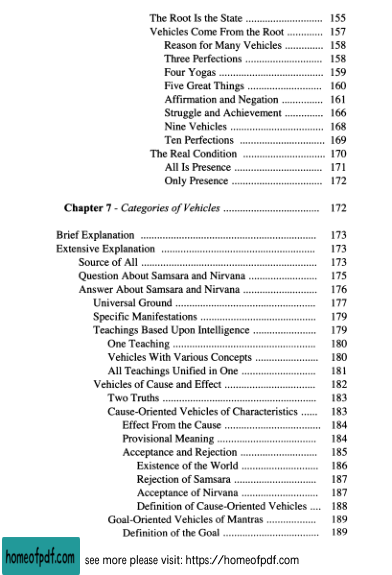 The Root Is the State ........................... 155
Vehicles Come From the Root ............. 157
Reason for Many Vehicles .............. 158
Three Perfections ............................ 158
Four Yogas ..................................... 159
Five Great Things ........................... 160
Affirmation and Negation .............. 161
Struggle and Achievement ............. 166
Nine Vehicles ................................. 168
Ten Perfections .............................. 169
The Real Condition ............................ 170
All Is Presence ............................... 171
Only Presence ................................ 172
Chapter 7 - Categories of Vehicles ................................. 172
Brief Explanation ............................................................ 173
Extensive Explanation ..................................................... 173
Source of All ............................................................ 173
Question About Samsara and Nirvana ........................ 175
Answer About Samsara and Nirvana ......................... 176
Universal Ground ................................................ 177
Specific Manifestations ........................................ 179
Teachings Based Upon Intelligence ...................... 179
One Teaching ................................................. 180
Vehicles With Various Concepts ...................... 180
All Teachings Unified in One ........................... 181
Vehicles of Cause and Effect ................................ 182
Two Truths ..................................................... 183
Cause-Oriented Vehicles of Characteristics ...... 183
Effect From the Cause ................................. 184
Provisional Meaning ................................... 184
Acceptance and Rejection ........................... 185
Existence of the World ............................ 186
Rejection of Samsara ............................... 187
Acceptance of Nirvana ............................ 187
Definition of Cause-Oriented Vehicles .... 188
Goal-Oriented Vehicles of Mantras .................. 189
Definition of the Goal .................................. 189
homeofpdf.com see more please visit: https://homeofpdf.com